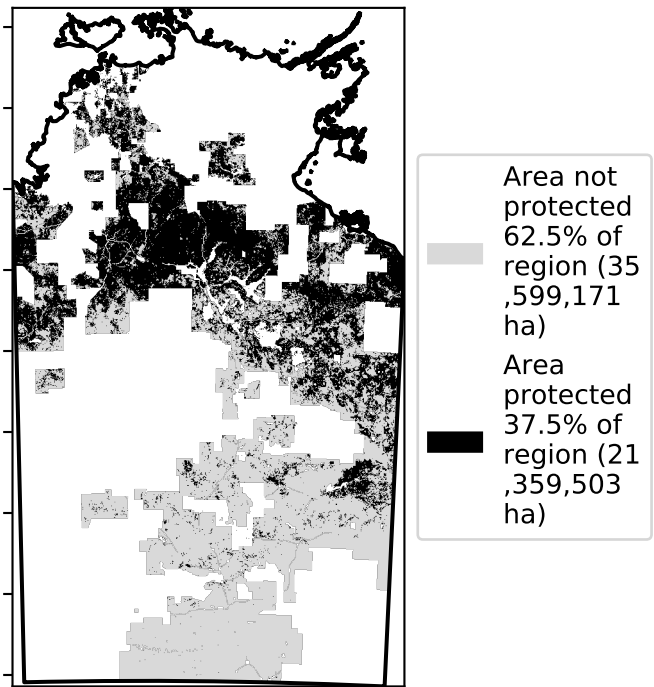 Area not
protected
62.5% of
region (35
,599,171
ha)
Area
protected
37.5% of
region (21
,359,503
ha)